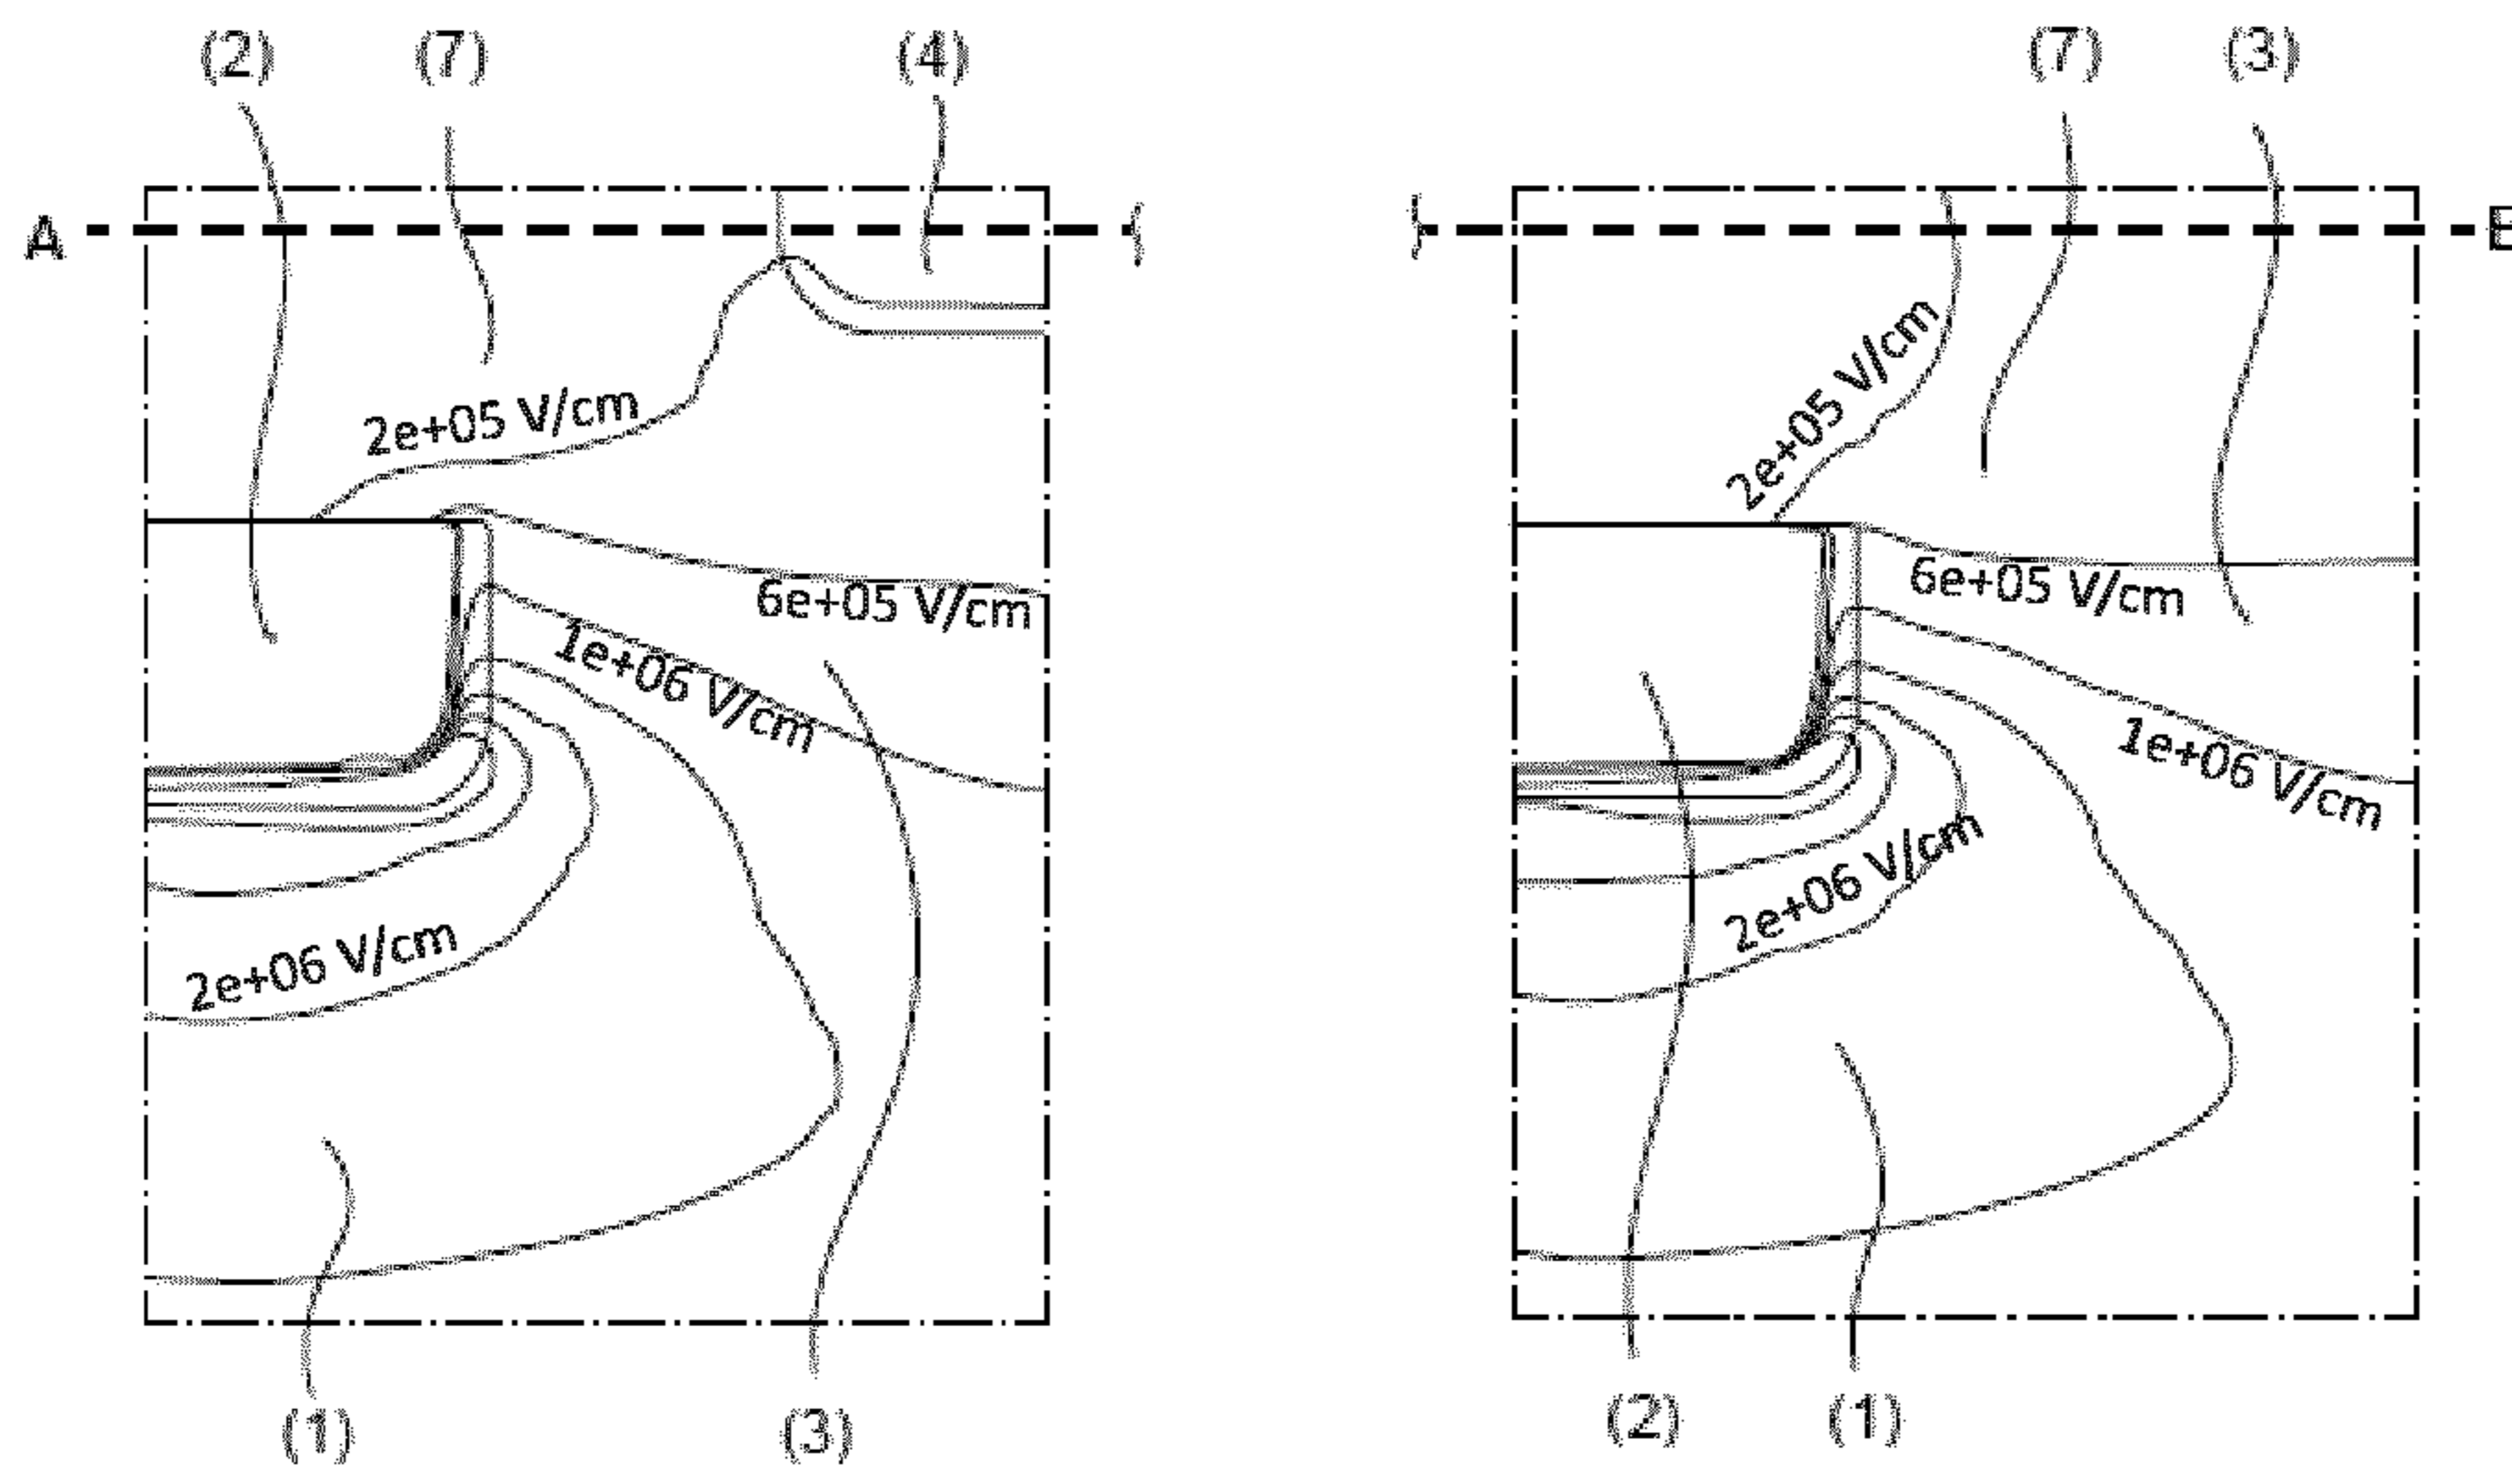 (2) (7) (4) (7) (3)
A
2e+05 V/cm
6e+05 V/cm
1e+06 V/cm
2e+06 V/cm
(1) (3)
2e+05 V/cm
6e+05 V/cm
1e+06 V/cm
2e+06 V/cm
(2) (1)